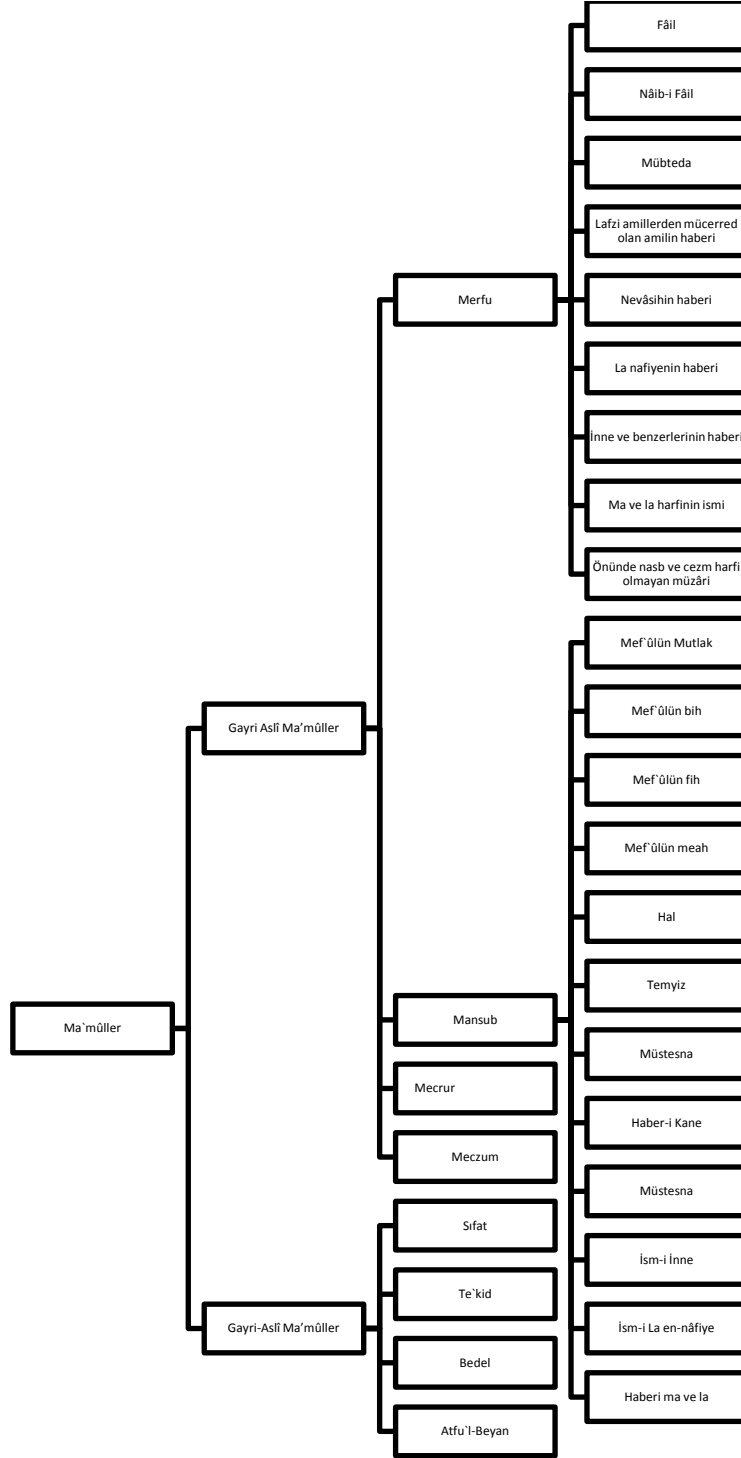 Fâil
Nâib-i Fâil
Mübteda
Lafzi amillerden mücerred
olan amilin haberi
Merfu
Nevâsihin haberi
La nafiyenin haberi
İnne ve benzerlerinin haberi
Ma ve la harfinin ismi
Önünde nasb ve cezm harfi
olmayan müzâri
Mef`ûlün Mutlak
Mef`ûlün bih
Gayri Aslî Ma’mûller
Mef`ûlün fih
Mef`ûlün meah
Hal
Temyiz
Ma`mûller
Mansub
Müstesna
Mecrur
Haber-i Kane
Meczum
Müstesna
Sıfat
İsm-i İnne
Te`kid
Gayri-Aslî Ma’mûller
İsm-i La en-nâfiye
Bedel
Haberi ma ve la
Atfu`l-Beyan